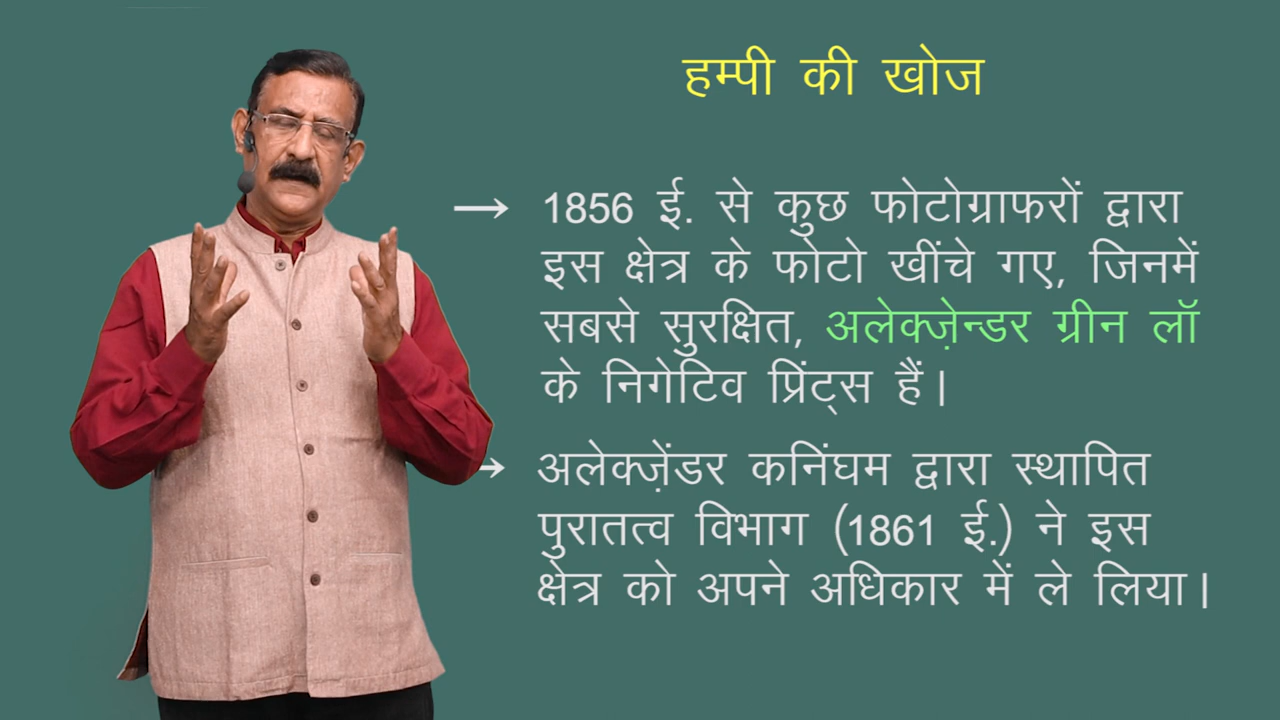 हम्पी की खोज
→ 1856 ई. से कुछ फोटोग्राफरों द्वारा
इस क्षेत्र के फोटो खींचे गए, जिनमें
सबसे सुरक्षित, अलेक्ज़ेन्डर ग्रीन लॉ
के निगेटिव प्रिंट्स हैं।
→ अलेक्ज़ेंडर कनिंघम द्वारा स्थापित
पुरातत्व विभाग (1861 ई.) ने इस
क्षेत्र को अपने अधिकार में ले लिया।